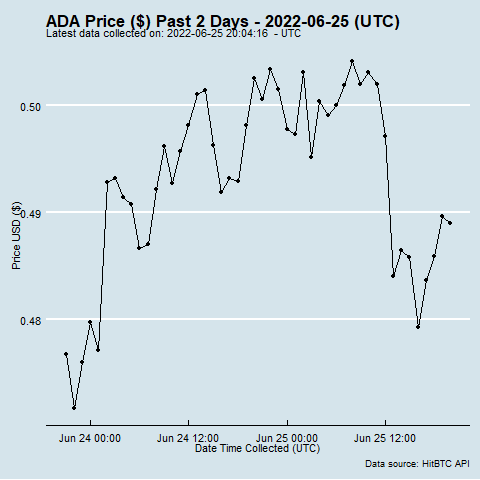 ADA Price ($) Past 2 Days - 2022-06-25 (UTC)
Latest data collected on: 2022-06-25 20:04:16 - UTC
0.50
0.49
0.48
Price USD ($)
Jun 24 00:00 Jun 24 12:00 Jun 25 00:00 Jun 25 12:00
Date Time Collected (UTC)
Data source: HitBTC API